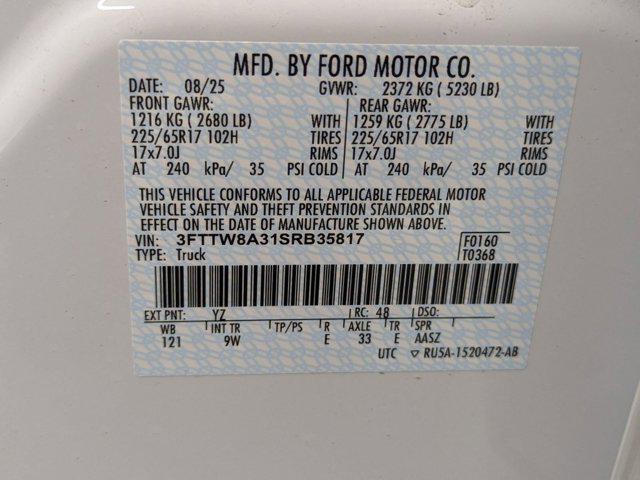 MFD. BY FORD MOTOR CO.
DATE: 08/25 GVWR: 2372 KG ( 5230 LB)
FRONT GAWR: REAR GAWR:
1216 KG ( 2680 LB) WITH 1259 KG ( 2775 LB) WITH
225/65R17 102H TIRES 225/65R17 102H TIRES
17x7.0J RIMS 17x7.0J RIMS
AT 240 kPa/ 35 PSI COLD AT 240 kPa/ 35 PSI COLD
THIS VEHICLE CONFORMS TO ALL APPLICABLE FEDERAL MOTOR
VEHICLE SAFETY AND THEFT PREVENTION STANDARDS IN
EFFECT ON THE DATE OF MANUFACTURE SHOWN ABOVE.
VIN: 3FTTW8A31SRB35817 F0160
TYPE: Truck T0368
EXT PNT: YZ RC: 48 DSO:
WB INT TR TP/PS R AXLE TR SPR
121 9W E 33 E AASZ
UTC ▽ RU5A-1520472-AB